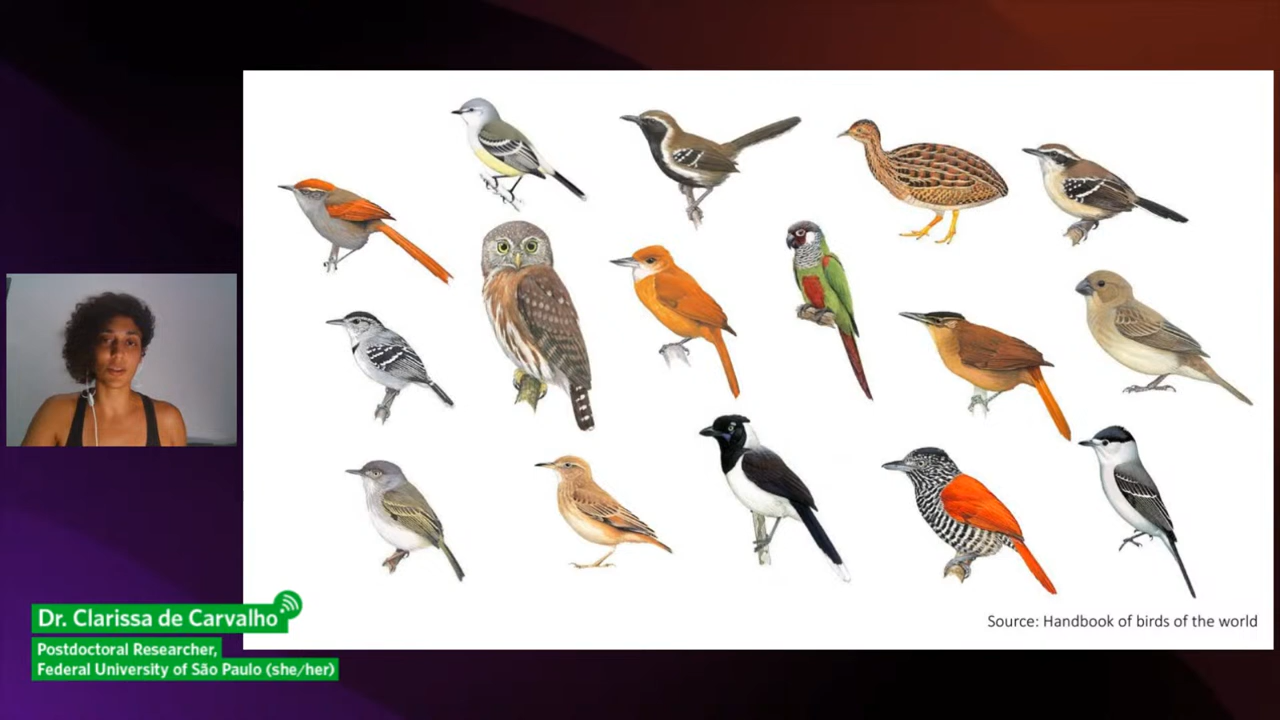 Source: Handbook of birds of the world
Dr. Clarissa de Carvalho
Postdoctoral Researcher,
Federal University of São Paulo (she/her)